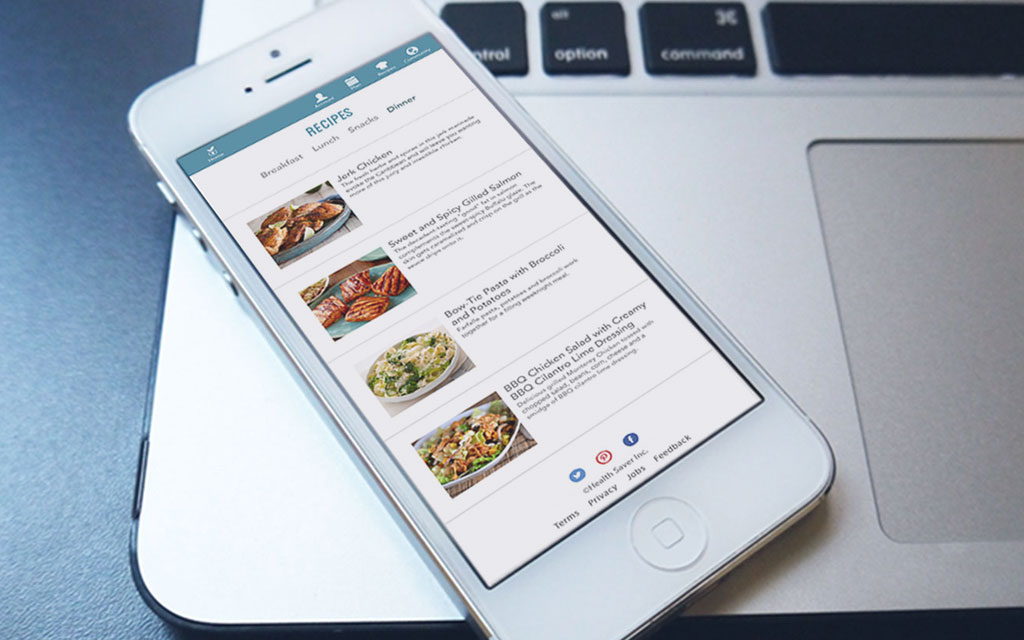 control
alt
option
⌘
command
Home
Account
Plan
Recipes
Community
RECIPES
Breakfast Lunch Snacks Dinner
Jerk Chicken
The fresh herbs and spices in this jerk marinade
evoke the Caribbean and will leave you wanting
more of this juicy and irresistible chicken.
Sweet and Spicy Gilled Salmon
The decadent-tasting "good" fat in salmon
complements the sweet-spicy Buffalo glaze. The
skin gets caramelized and crisp on the grill as the
sauce drips onto it.
Bow-Tie Pasta with Broccoli
and Potatoes
Farfalle pasta, potatoes and broccoli work
together for a filling weeknight meal.
BBQ Chicken Salad with Creamy
BBQ Cilantro Lime Dressing
Delicious grilled Monterey Chicken tossed with
chopped salad, beans, corn, cheese and a
smidge of BBQ cilantro lime dressing.
©Health Saver Inc.
Terms Privacy Jobs Feedback